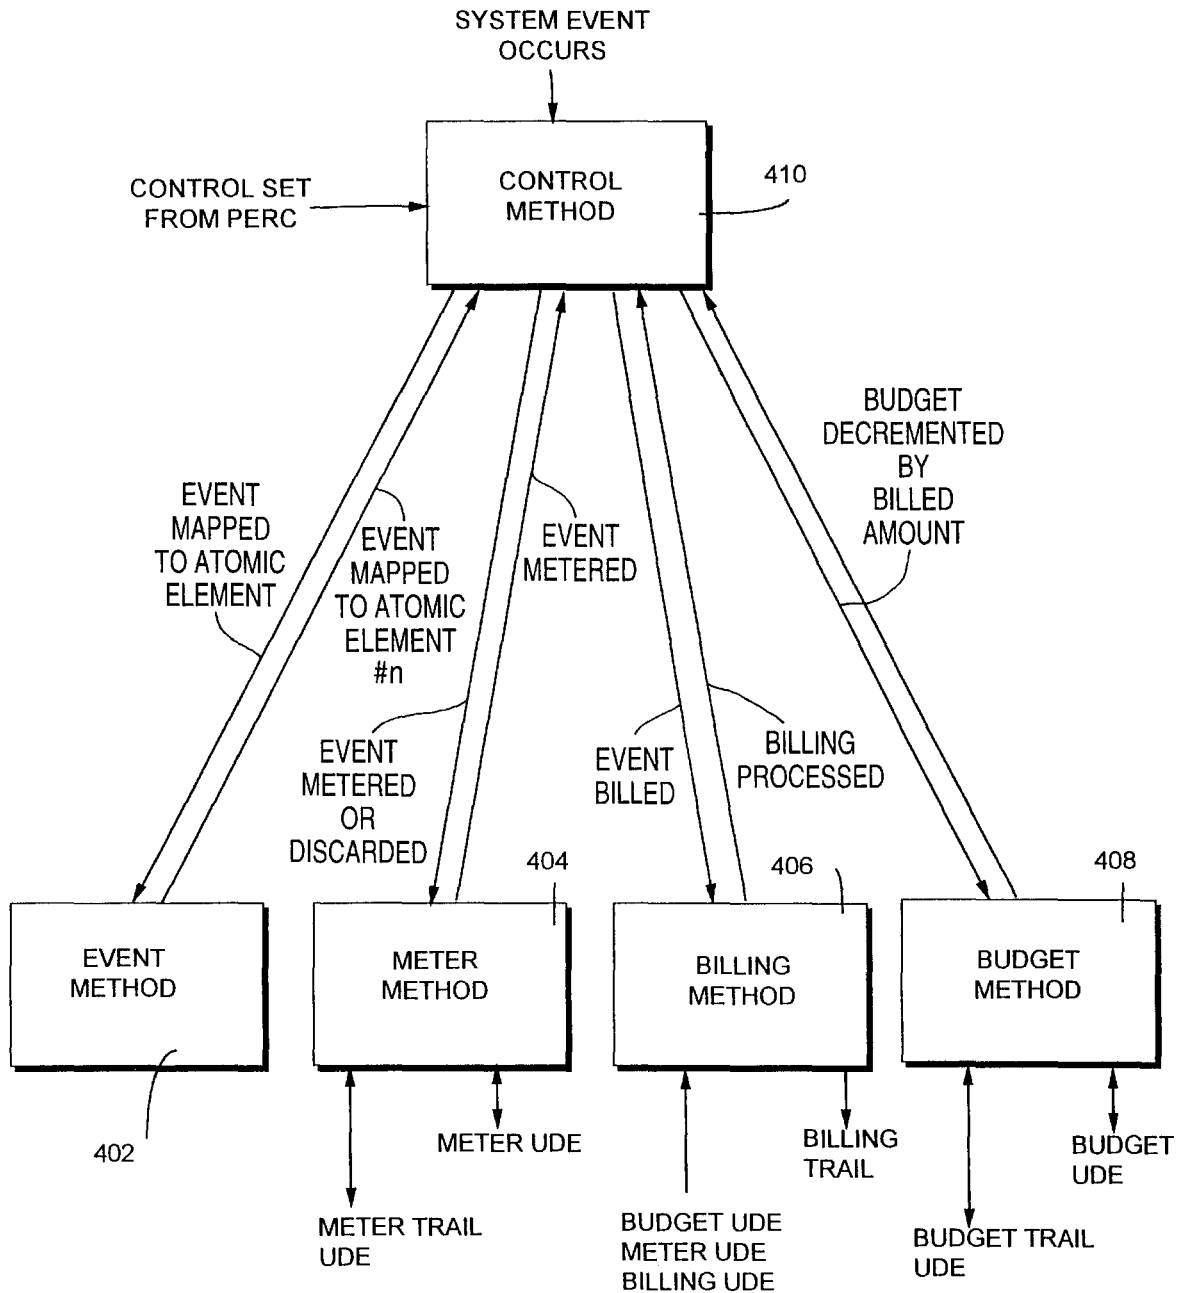 SYSTEM EVENT
OCCURS
CONTROL SET
FROM PERC
CONTROL
METHOD
410
EVENT
MAPPED
TO ATOMIC
ELEMENT
EVENT
MAPPED
TO ATOMIC
ELEMENT
#n
EVENT
METERED
BUDGET
DECREMENTED
BY
BILLED
AMOUNT
EVENT
METERED
OR
DISCARDED
EVENT
BILLED
BILLING
PROCESSED
404
406
408
EVENT
METHOD
METER
METHOD
BILLING
METHOD
BUDGET
METHOD
402
METER UDE
METER TRAIL
UDE
BUDGET UDE
METER UDE
BILLING UDE
BILLING
TRAIL
BUDGET
UDE
BUDGET TRAIL
UDE